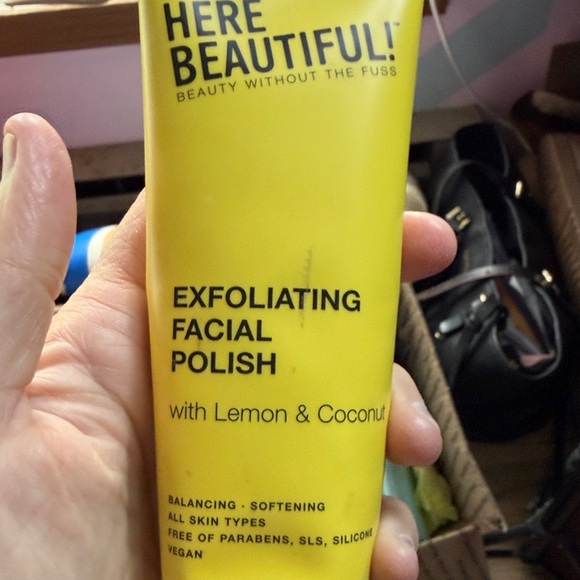 HERE
BEAUTIFUL!™
BEAUTY WITHOUT THE FUSS
EXFOLIATING
FACIAL
POLISH
with Lemon & Coconut
BALANCING · SOFTENING
ALL SKIN TYPES
FREE OF PARABENS, SLS, SILICONE
VEGAN